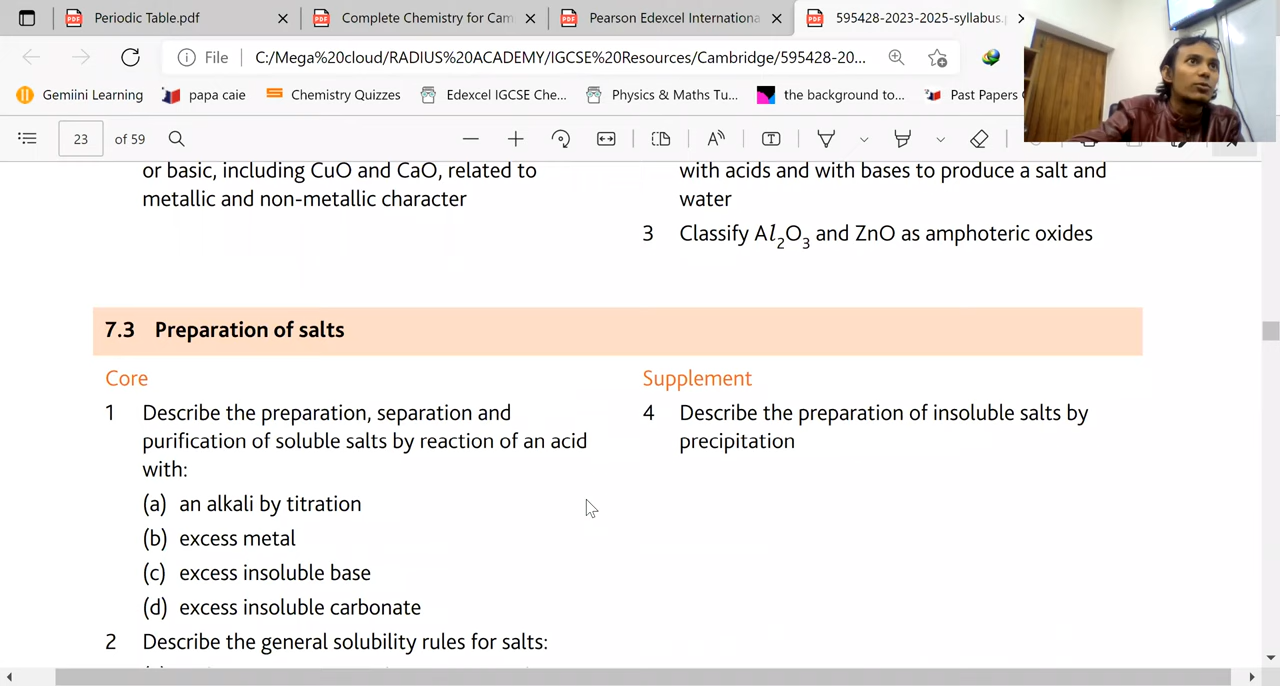 Periodic Table.pdf
Complete Chemistry for Cam
Pearson Edexcel Internationa
595428-2023-2025-syllabus.p
File
C:/Mega%20cloud/RADIUS%20ACADEMY/IGCSE%20Resources/Cambridge/595428-20...
Gemiini Learning
papa caie
Chemistry Quizzes
Edexcel IGCSE Che...
Physics & Maths Tu...
the background to...
Past Papers
23 of 59
or basic, including CuO and CaO, related to
metallic and non-metallic character
with acids and with bases to produce a salt and
water
3 Classify Al₂O₃ and ZnO as amphoteric oxides
7.3 Preparation of salts
Core
1 Describe the preparation, separation and
purification of soluble salts by reaction of an acid
with:
(a) an alkali by titration
(b) excess metal
(c) excess insoluble base
(d) excess insoluble carbonate
2 Describe the general solubility rules for salts:
Supplement
4 Describe the preparation of insoluble salts by
precipitation